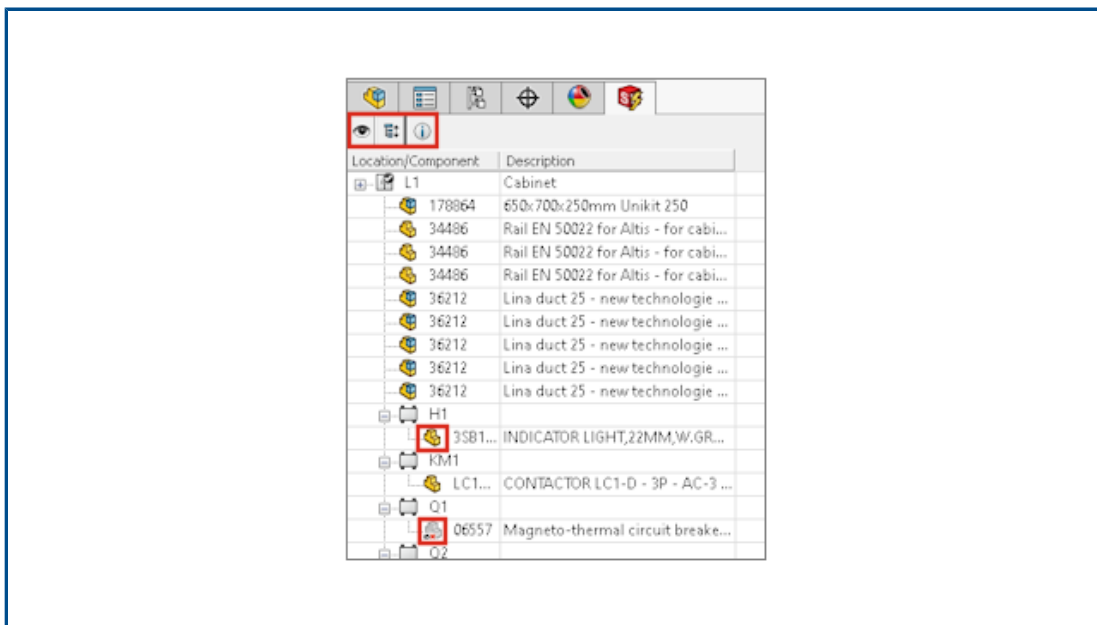 Location/Component Description
L1 Cabinet
178864 650x700x250mm Unikit 250
34486 Rail EN 50022 for Altis - for cabi...
34486 Rail EN 50022 for Altis - for cabi...
34486 Rail EN 50022 for Altis - for cabi...
36212 Lina duct 25 - new technologie ...
36212 Lina duct 25 - new technologie ...
36212 Lina duct 25 - new technologie ...
36212 Lina duct 25 - new technologie ...
36212 Lina duct 25 - new technologie ...
H1
3SB1... INDICATOR LIGHT,22MM,W.GR...
KM1
LC1... CONTACTOR LC1-D - 3P - AC-3 ...
Q1
06557 Magneto-thermal circuit breake...
Q2